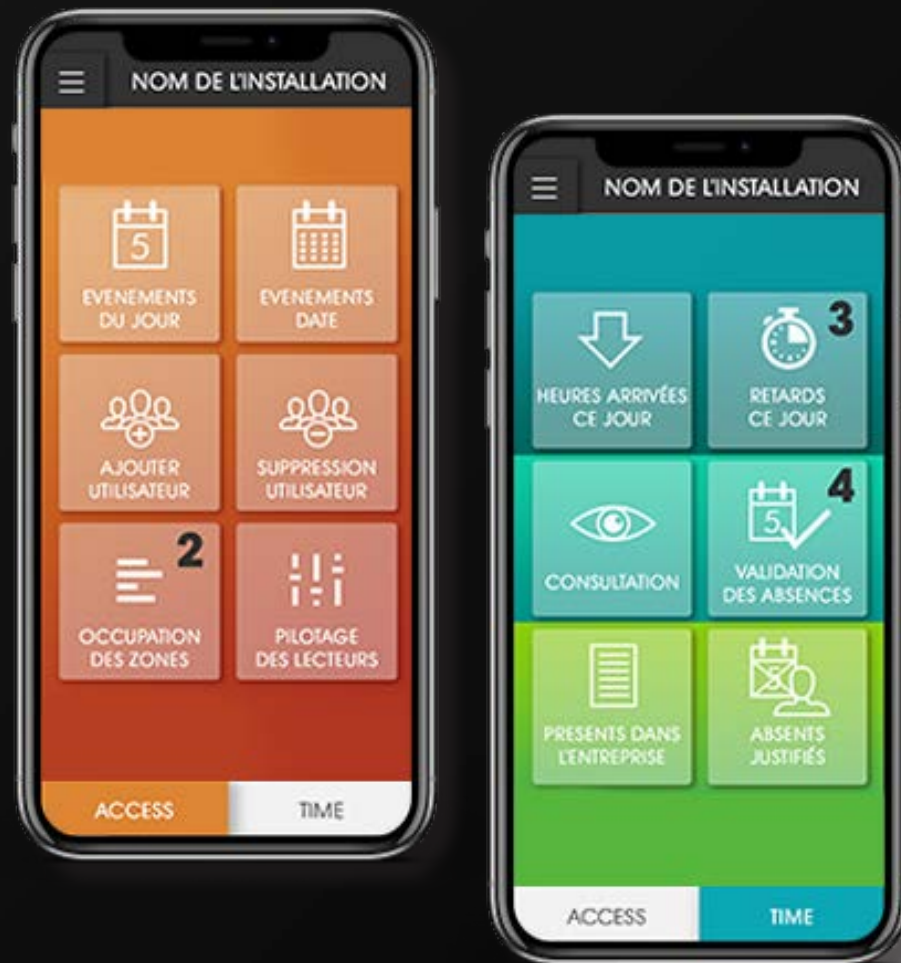 NOM DE L'INSTALLATION
5
EVENEMENTS
DU JOUR
EVENEMENTS
DATE
AJOUTER
UTILISATEUR
SUPPRESSION
UTILISATEUR
2
OCCUPATION
DES ZONES
PILOTAGE
DES LECTEURS
ACCESS
TIME
NOM DE L'INSTALLATION
HEURES ARRIVÉES
CE JOUR
3
RETARDS
CE JOUR
CONSULTATION
4
5
VALIDATION
DES ABSENCES
PRESENTS DANS
L'ENTREPRISE
5
ABSENTS
JUSTIFIÉS
ACCESS
TIME